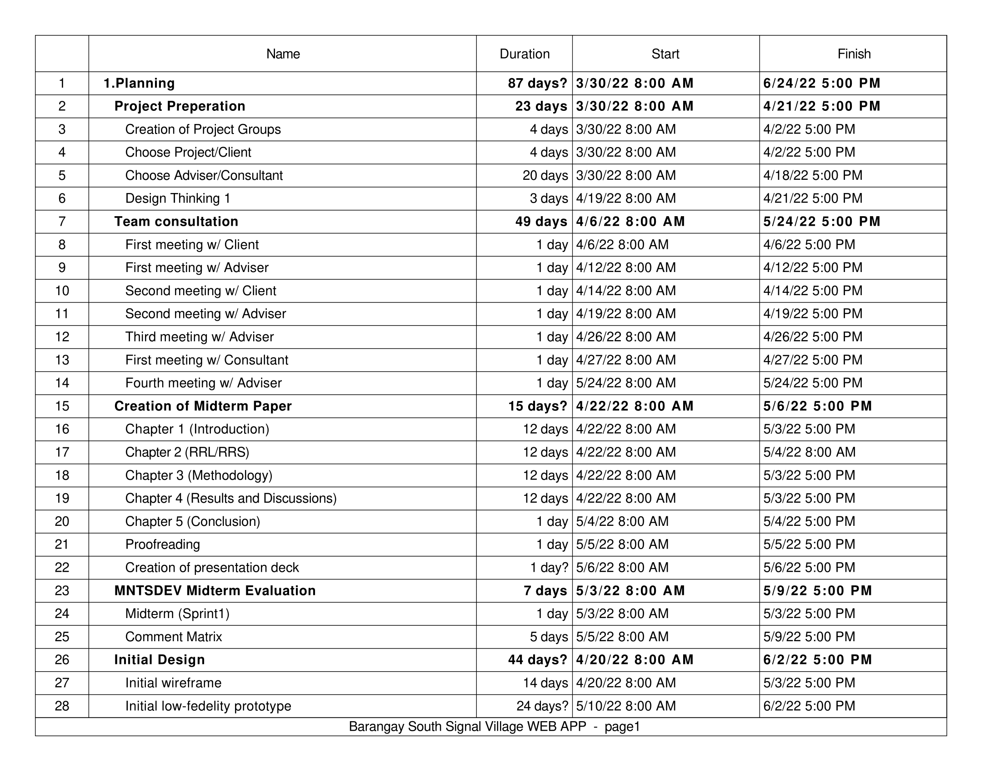 Name Duration Start Finish
1 1.Planning 87 days? 3/30/22 8:00 AM 6/24/22 5:00 PM
2 Project Preperation 23 days 3/30/22 8:00 AM 4/21/22 5:00 PM
3 Creation of Project Groups 4 days 3/30/22 8:00 AM 4/2/22 5:00 PM
4 Choose Project/Client 4 days 3/30/22 8:00 AM 4/2/22 5:00 PM
5 Choose Adviser/Consultant 20 days 3/30/22 8:00 AM 4/18/22 5:00 PM
6 Design Thinking 1 3 days 4/19/22 8:00 AM 4/21/22 5:00 PM
7 Team consultation 49 days 4/6/22 8:00 AM 5/24/22 5:00 PM
8 First meeting w/ Client 1 day 4/6/22 8:00 AM 4/6/22 5:00 PM
9 First meeting w/ Adviser 1 day 4/12/22 8:00 AM 4/12/22 5:00 PM
10 Second meeting w/ Client 1 day 4/14/22 8:00 AM 4/14/22 5:00 PM
11 Second meeting w/ Adviser 1 day 4/19/22 8:00 AM 4/19/22 5:00 PM
12 Third meeting w/ Adviser 1 day 4/26/22 8:00 AM 4/26/22 5:00 PM
13 First meeting w/ Consultant 1 day 4/27/22 8:00 AM 4/27/22 5:00 PM
14 Fourth meeting w/ Adviser 1 day 5/24/22 8:00 AM 5/24/22 5:00 PM
15 Creation of Midterm Paper 15 days? 4/22/22 8:00 AM 5/6/22 5:00 PM
16 Chapter 1 (Introduction) 12 days 4/22/22 8:00 AM 5/3/22 5:00 PM
17 Chapter 2 (RRL/RRS) 12 days 4/22/22 8:00 AM 5/4/22 8:00 AM
18 Chapter 3 (Methodology) 12 days 4/22/22 8:00 AM 5/3/22 5:00 PM
19 Chapter 4 (Results and Discussions) 12 days 4/22/22 8:00 AM 5/3/22 5:00 PM
20 Chapter 5 (Conclusion) 1 day 5/4/22 8:00 AM 5/4/22 5:00 PM
21 Proofreading 1 day 5/5/22 8:00 AM 5/5/22 5:00 PM
22 Creation of presentation deck 1 day? 5/6/22 8:00 AM 5/6/22 5:00 PM
23 MNTSDEV Midterm Evaluation 7 days 5/3/22 8:00 AM 5/9/22 5:00 PM
24 Midterm (Sprint1) 1 day 5/3/22 8:00 AM 5/3/22 5:00 PM
25 Comment Matrix 5 days 5/5/22 8:00 AM 5/9/22 5:00 PM
26 Initial Design 44 days? 4/20/22 8:00 AM 6/2/22 5:00 PM
27 Initial wireframe 14 days 4/20/22 8:00 AM 5/3/22 5:00 PM
28 Initial low-fedelity prototype 24 days? 5/10/22 8:00 AM 6/2/22 5:00 PM
Barangay South Signal Village WEB APP - page1